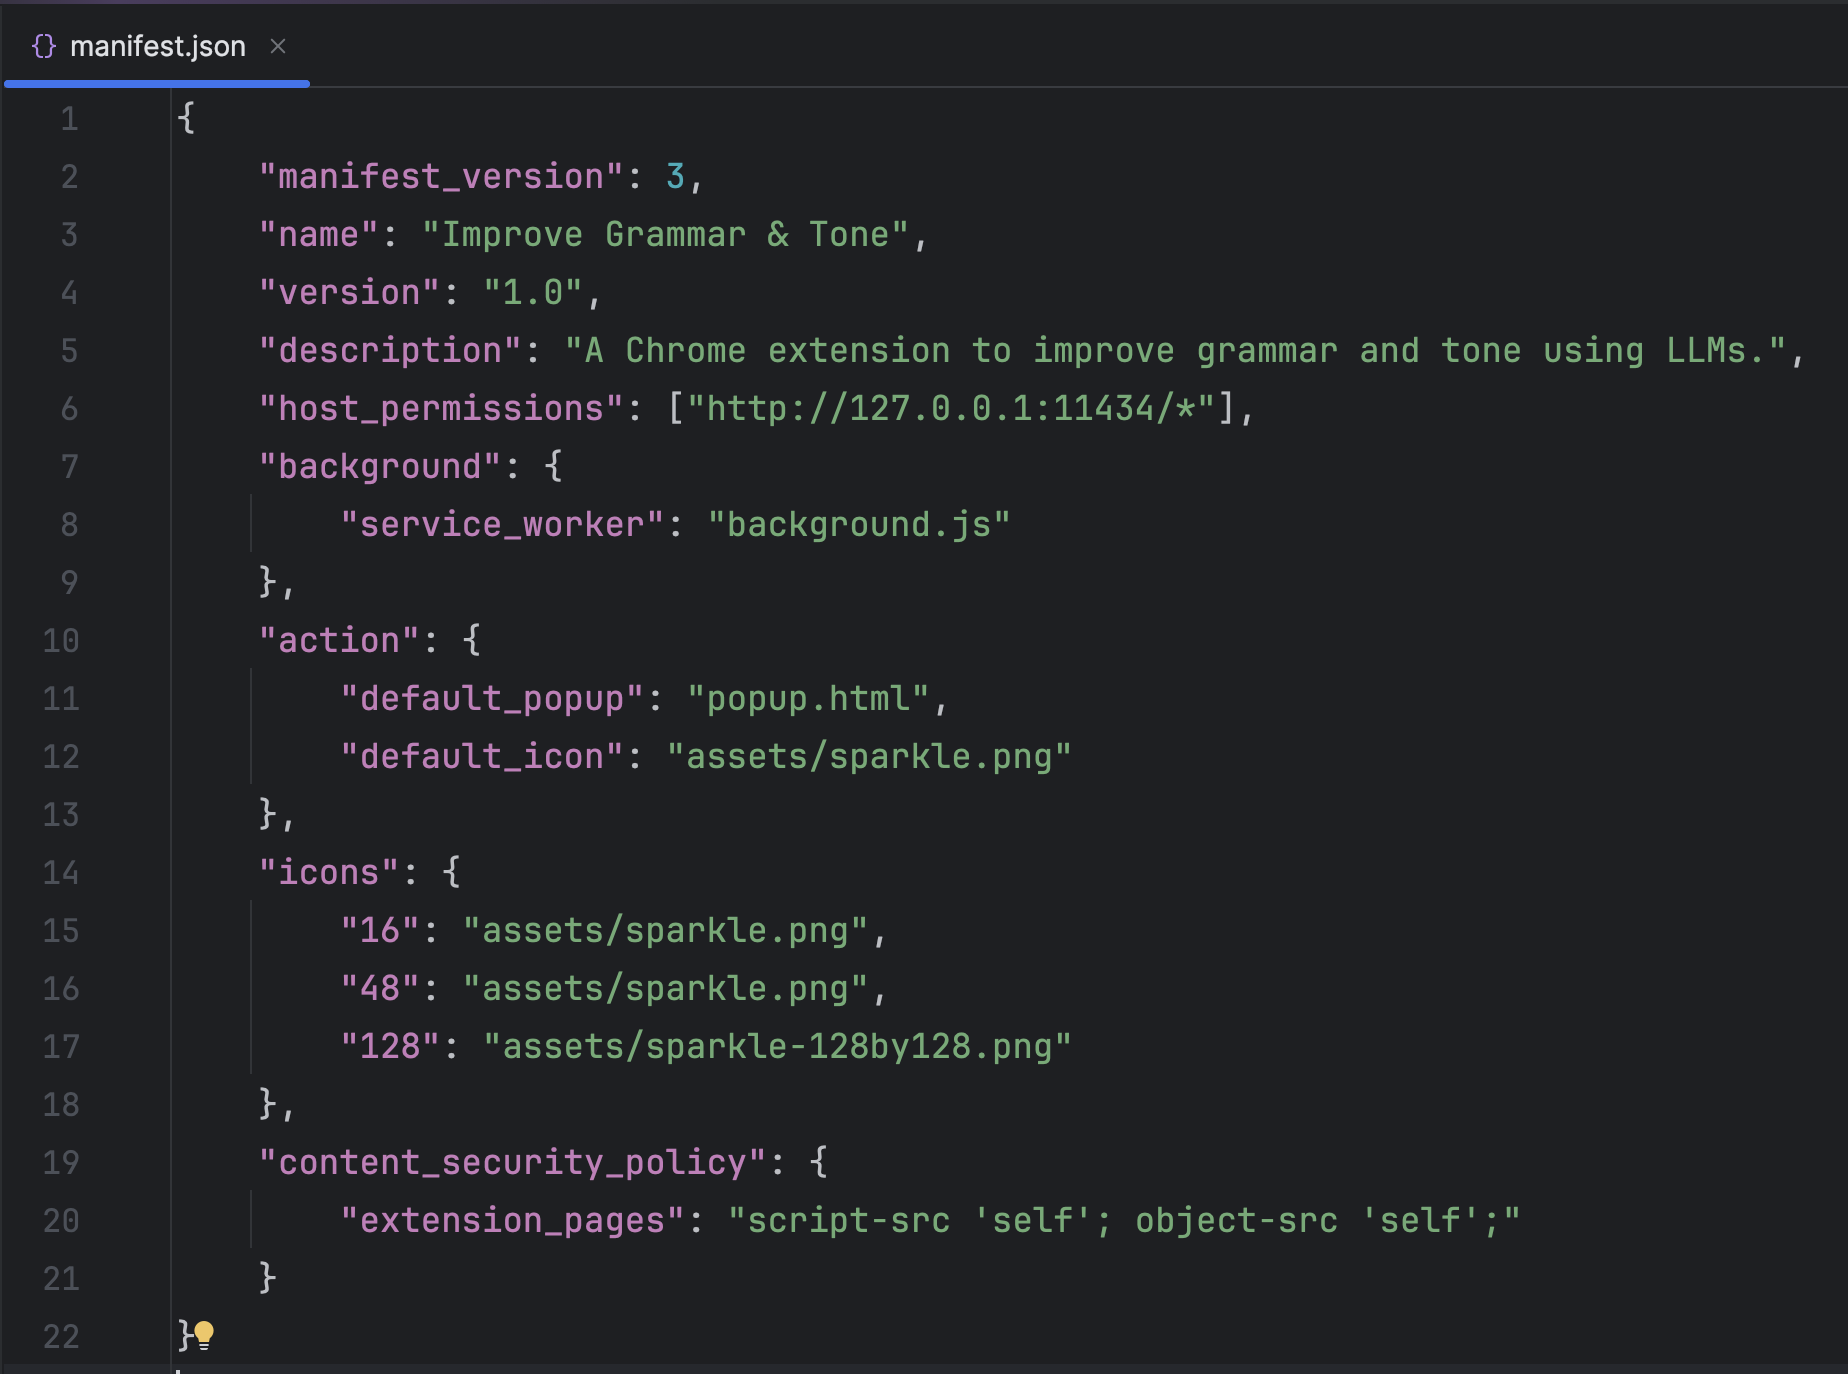 {} manifest.json ×
1 {
2     "manifest_version": 3,
3     "name": "Improve Grammar & Tone",
4     "version": "1.0",
5     "description": "A Chrome extension to improve grammar and tone using LLMs.",
6     "host_permissions": ["http://127.0.0.1:11434/*"],
7     "background": {
8         "service_worker": "background.js"
9     },
10     "action": {
11         "default_popup": "popup.html",
12         "default_icon": "assets/sparkle.png"
13     },
14     "icons": {
15         "16": "assets/sparkle.png",
16         "48": "assets/sparkle.png",
17         "128": "assets/sparkle-128by128.png"
18     },
19     "content_security_policy": {
20         "extension_pages": "script-src 'self'; object-src 'self';"
21     }
22 }